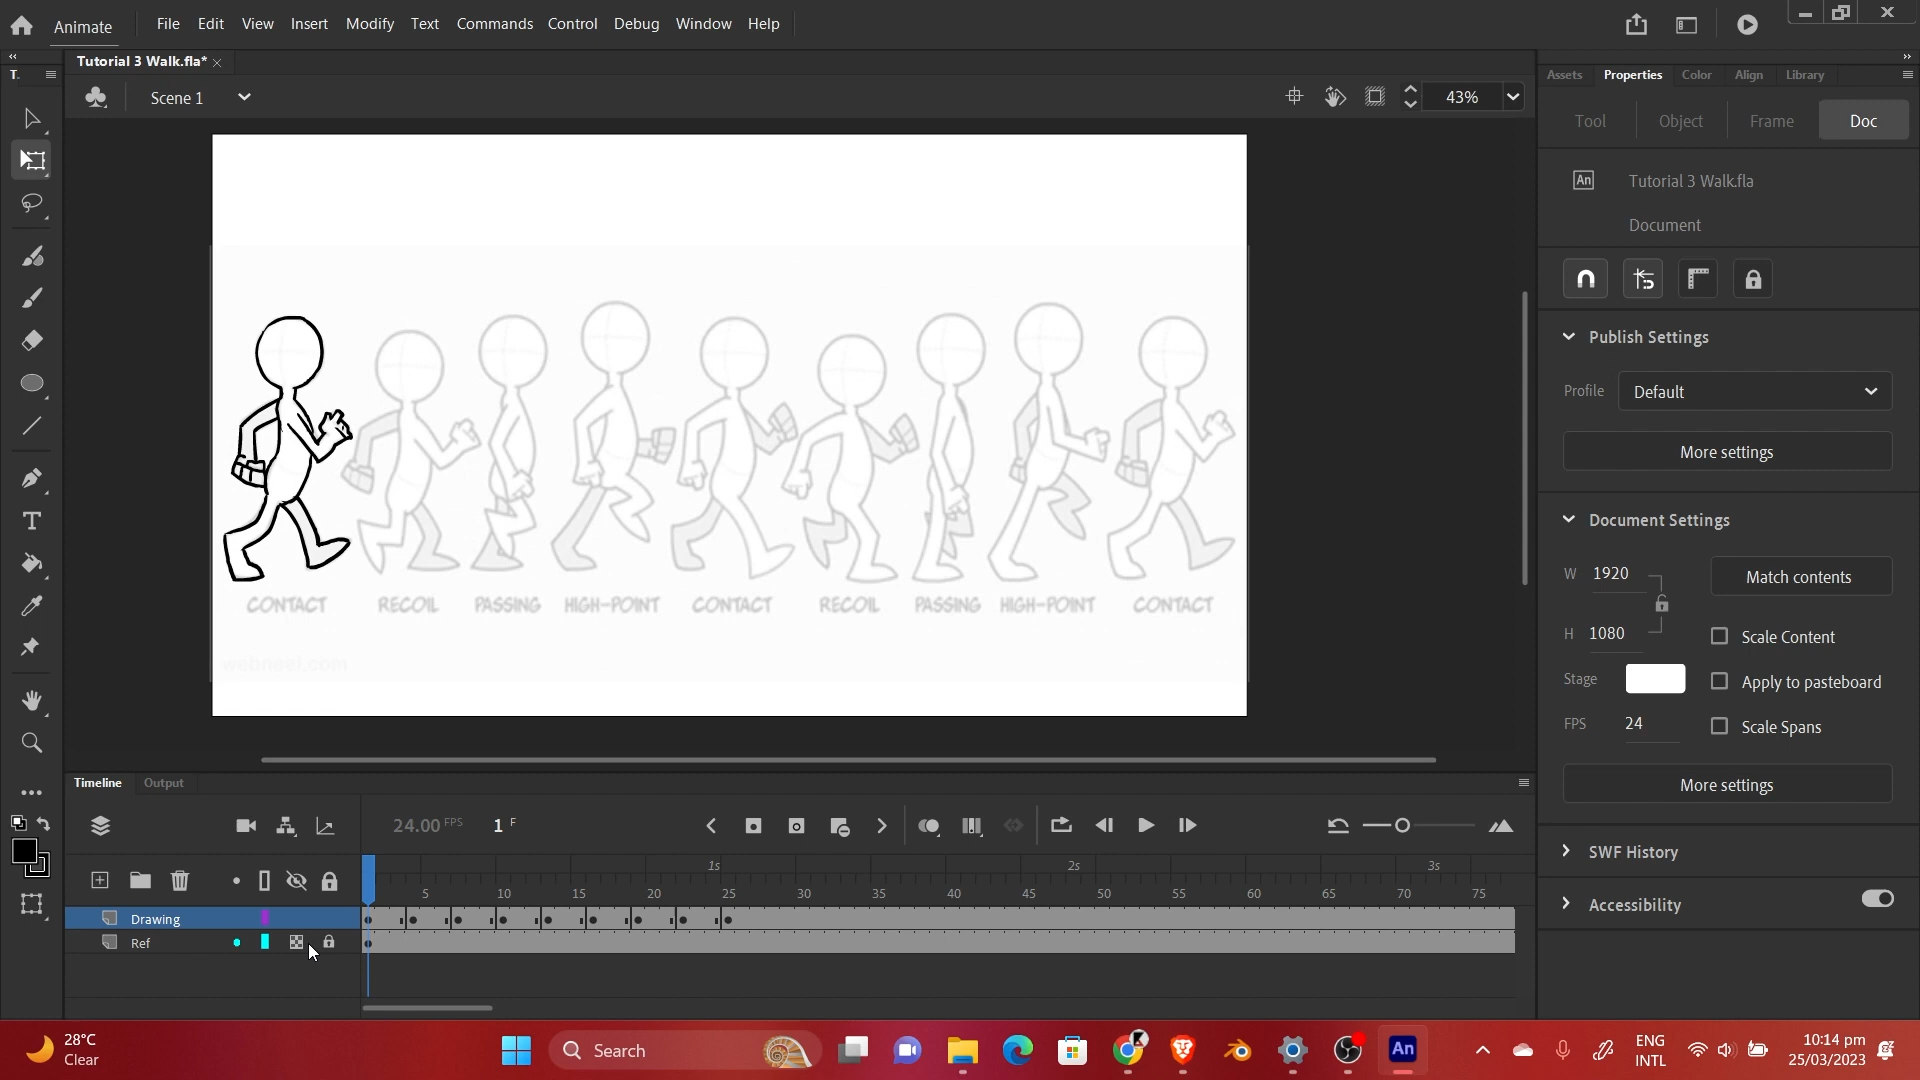 Animate
File Edit View Insert Modify Text Commands Control Debug Window Help
T.
Tutorial 3 Walk.fla*
Assets Properties Color Align Library
Scene 1
43%
Tool Object Frame Doc
An Tutorial 3 Walk.fla
Document
Publish Settings
Profile Default
More settings
CONTACT RECOIL PASSING HIGH-POINT CONTACT RECOIL PASSING HIGH-POINT CONTACT
webneel.com
Document Settings
W 1920 Match contents
H 1080 Scale Content
Stage Apply to pasteboard
FPS 24 Scale Spans
More settings
SWF History
Accessibility
Timeline Output
24.00 FPS 1 F
1s 2s 3s
5 10 15 20 25 30 35 40 45 50 55 60 65 70 75
Drawing
Ref
28°C
Clear
Search
An
ENG
INTL
10:14 pm
25/03/2023